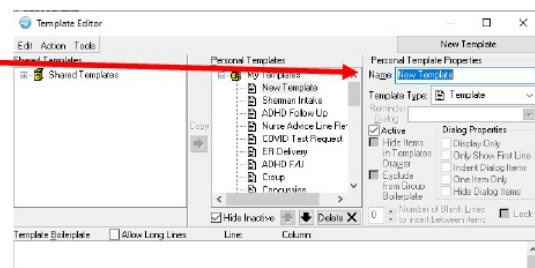 Template Editor
Edit Action Tools
New Template
Shared Templates
Shared Templates
Copy
Personal Templates
My Templates
New Template
Sherman Intake
ADHD Follow Up
Nurse Advice Line Re
COVID Test Request
ER Delivery
ADHD F/U
Croup
Concussion
Hide Inactive
Delete
Personal Template Properties
Name: New Template
Template Type: Template
Reminder Dialog:
Active
Hide Items in Templates Drawer
Exclude from Group Boilerplate
Dialog Properties
Display Only
Only Show First Line
Indent Dialog Items
One Item Only
Hide Dialog Items
0 Number of Blank Lines to insert between items
Lock
Template Boilerplate Allow Long Lines Line: Column: